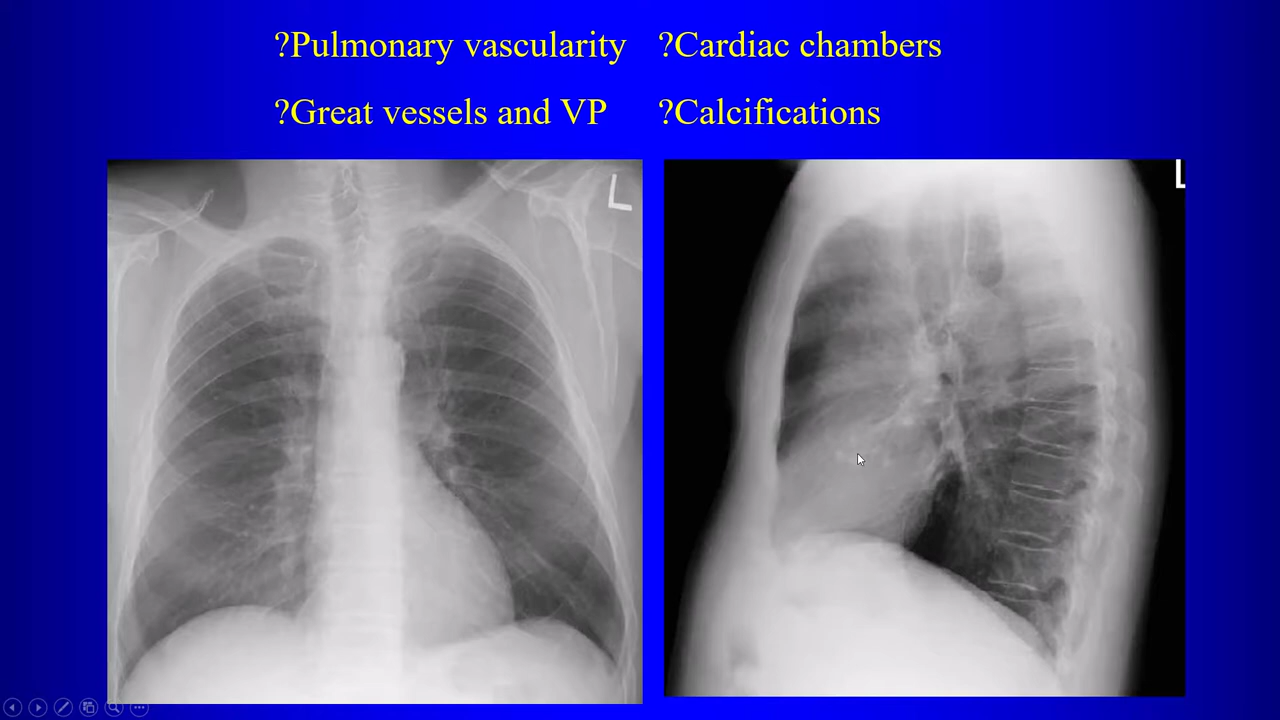 ?Pulmonary vascularity ?Cardiac chambers
?Great vessels and VP ?Calcifications
L
L